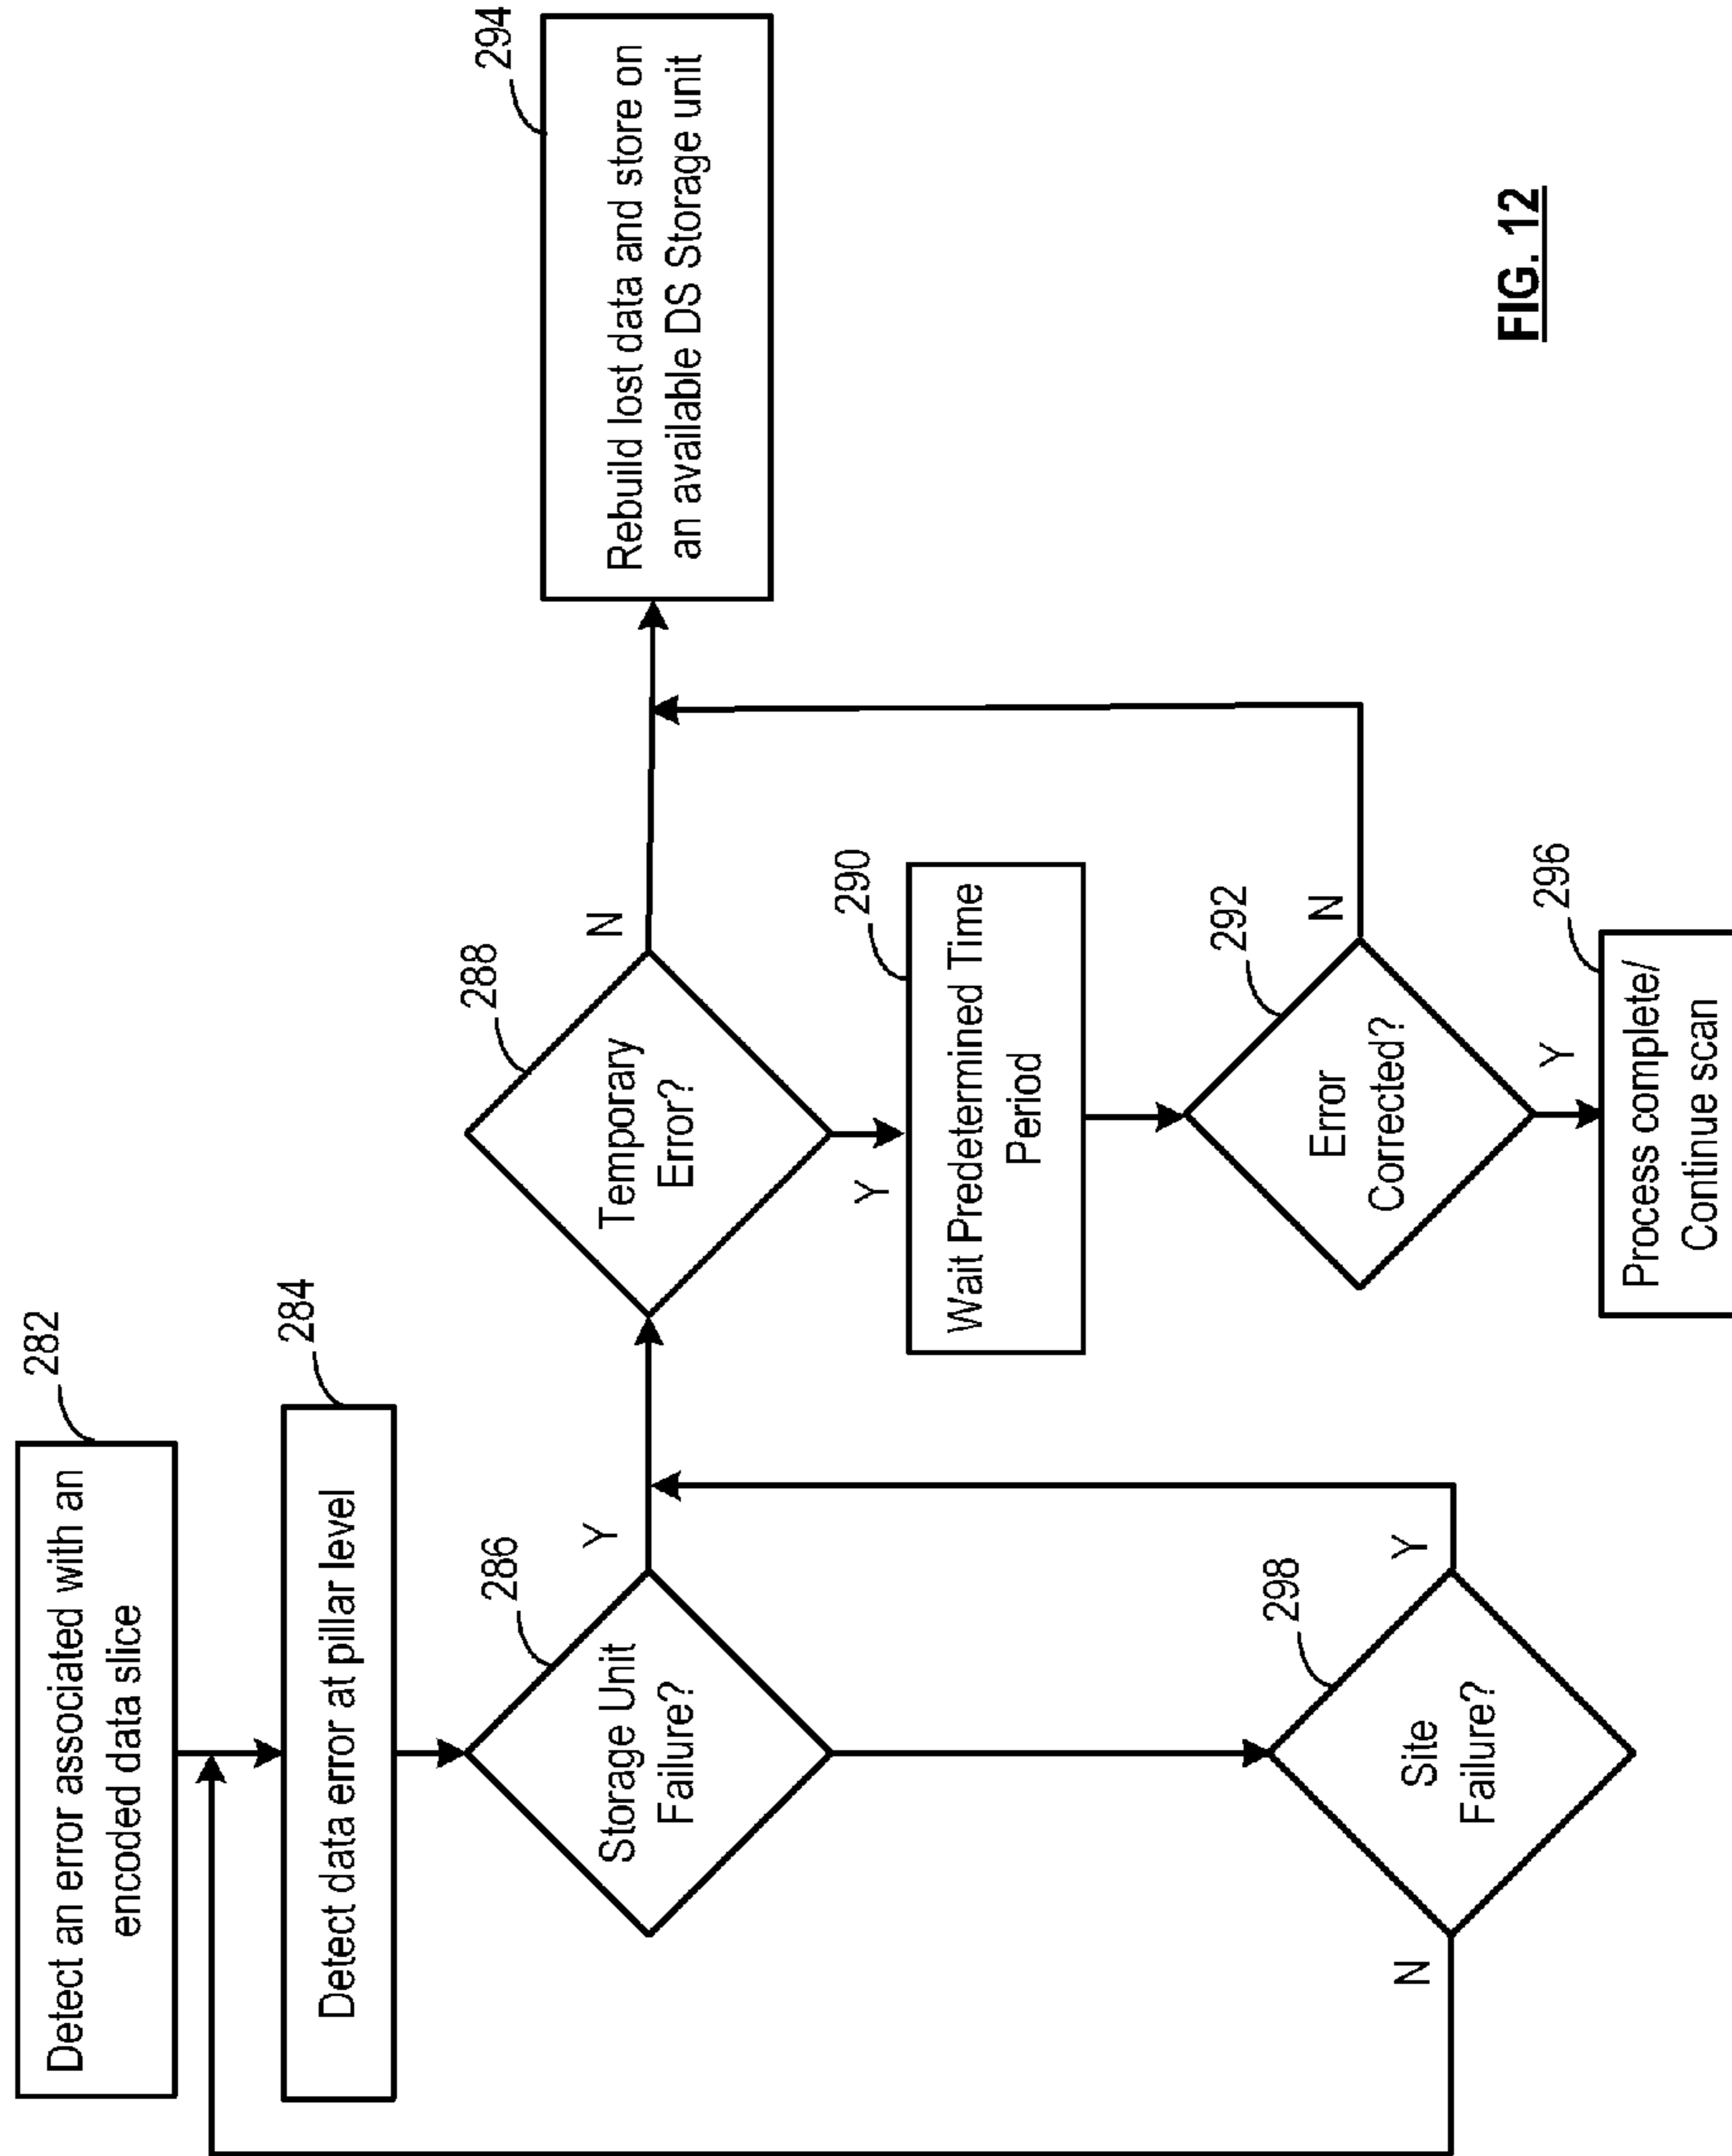 282
Detect an error associated with an
encoded data slice
284
Detect data error at pillar level
286
Storage Unit
Failure?
Y
288
Temporary
Error?
N
294
Rebuild lost data and store on
an available DS Storage unit
Y
290
Wait Predetermined Time
Period
298
Site
Failure?
Y
N
292
Error
Corrected?
N
Y
296
Process complete/
Continue scan
FIG. 12